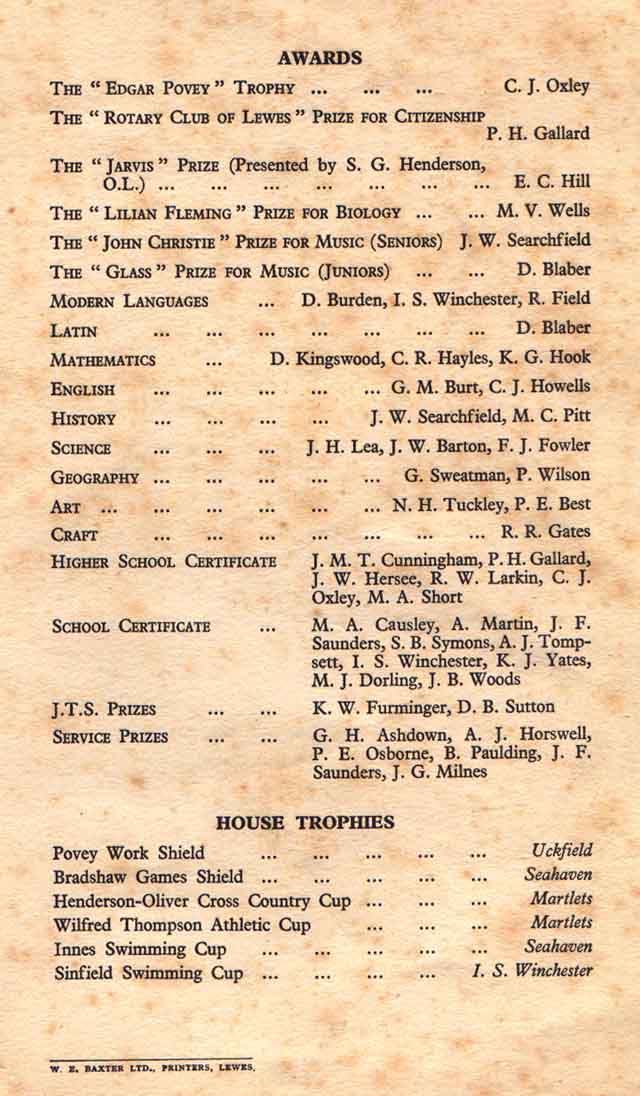 AWARDS
THE “ EDGAR POVEY ” TROPHY ... ... ... C. J. Oxley
THE “ ROTARY CLUB OF LEWES ” PRIZE FOR CITIZENSHIP
P. H. Gallard
THE “ JARVIS ” PRIZE (Presented by S. G. Henderson,
O.L.) ... ... ... ... ... ... ... E. C. Hill
THE “ LILIAN FLEMING ” PRIZE FOR BIOLOGY ... ... M. V. Wells
THE “ JOHN CHRISTIE ” PRIZE FOR MUSIC (SENIORS) J. W. Searchfield
THE “ GLASS ” PRIZE FOR MUSIC (JUNIORS) ... ... D. Blaber
MODERN LANGUAGES ... D. Burden, I. S. Winchester, R. Field
LATIN ... ... ... ... ... ... ... D. Blaber
MATHEMATICS ... D. Kingswood, C. R. Hayles, K. G. Hook
ENGLISH ... ... ... ... ... G. M. Burt, C. J. Howells
HISTORY ... ... ... ... J. W. Searchfield, M. C. Pitt
SCIENCE ... ... ... J. H. Lea, J. W. Barton, F. J. Fowler
GEOGRAPHY ... ... ... ... ... G. Sweatman, P. Wilson
ART ... ... ... ... ... ... N. H. Tuckley, P. E. Best
CRAFT ... ... ... ... ... ... ... R. R. Gates
HIGHER SCHOOL CERTIFICATE J. M. T. Cunningham, P. H. Gallard,
J. W. Hersee, R. W. Larkin, C. J.
Oxley, M. A. Short
SCHOOL CERTIFICATE ... M. A. Causley, A. Martin, J. F.
Saunders, S. B. Symons, A. J. Tomp-
sett, I. S. Winchester, K. J. Yates,
M. J. Dorling, J. B. Woods
J.T.S. PRIZES ... ... K. W. Furminger, D. B. Sutton
SERVICE PRIZES ... ... G. H. Ashdown, A. J. Horswell,
P. E. Osborne, B. Paulding, J. F.
Saunders, J. G. Milnes
HOUSE TROPHIES
Povey Work Shield ... ... ... ... ... Uckfield
Bradshaw Games Shield ... ... ... ... ... Seahaven
Henderson-Oliver Cross Country Cup ... ... ... Martlets
Wilfred Thompson Athletic Cup ... ... ... Martlets
Innes Swimming Cup ... ... ... ... ... Seahaven
Sinfield Swimming Cup ... ... ... ... I. S. Winchester
W. E. BAXTER LTD., PRINTERS, LEWES.